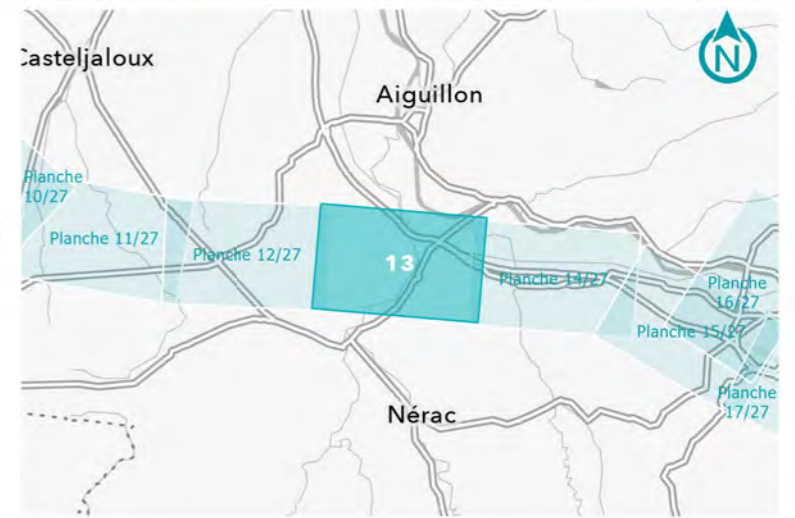 Casteljaloux
N
Aiguillon
Planche
10/27
Planche 11/27
Planche 12/27
13
Planche 14/27
Planche
16/27
Planche 15/27
Planche
17/27
Nérac